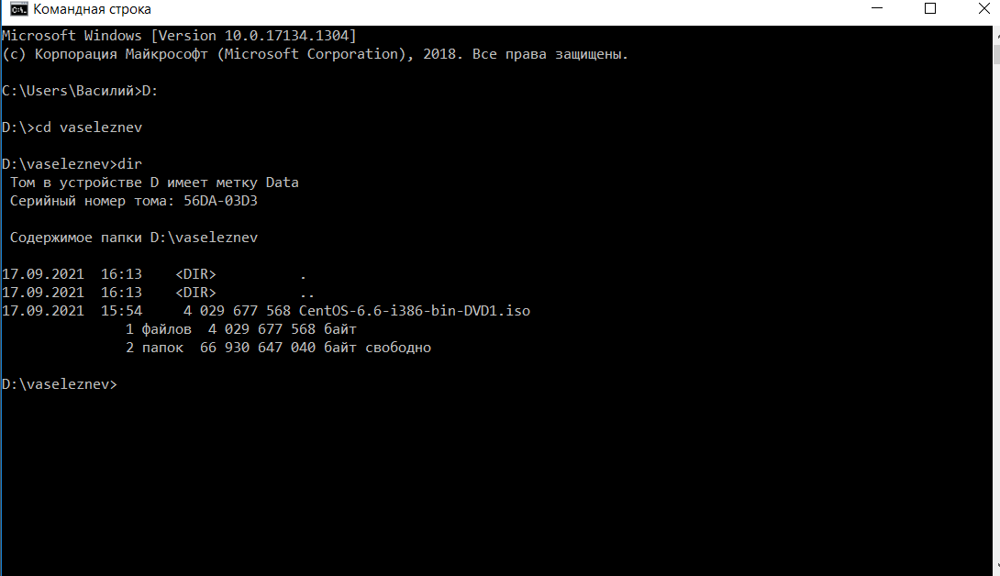 Командная строка
Microsoft Windows [Version 10.0.17134.1304]
(c) Корпорация Майкрософт (Microsoft Corporation), 2018. Все права защищены.
C:\Users\Василий>D:
D:\>cd vaseleznev
D:\vaseleznev>dir
Том в устройстве D имеет метку Data
Серийный номер тома: 56DA-03D3
Содержимое папки D:\vaseleznev
17.09.2021  16:13    <DIR>          .
17.09.2021  16:13    <DIR>          ..
17.09.2021  15:54     4 029 677 568 CentOS-6.6-i386-bin-DVD1.iso
1 файлов  4 029 677 568 байт
2 папок  66 930 647 040 байт свободно
D:\vaseleznev>